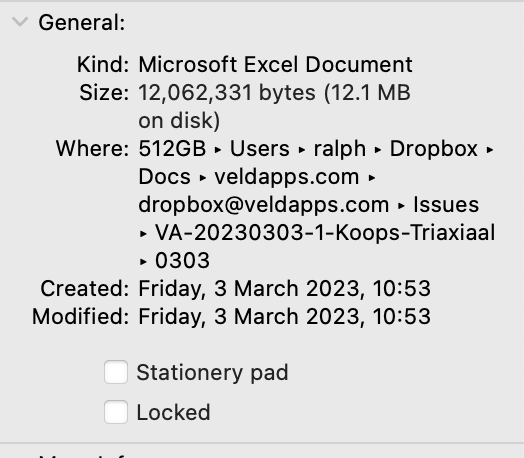 General:
Kind: Microsoft Excel Document
Size: 12,062,331 bytes (12.1 MB
on disk)
Where: 512GB ▸ Users ▸ ralph ▸ Dropbox ▸
Docs ▸ veldapps.com ▸
dropbox@veldapps.com ▸ Issues
▸ VA-20230303-1-Koops-Triaxiaal
▸ 0303
Created: Friday, 3 March 2023, 10:53
Modified: Friday, 3 March 2023, 10:53
Stationery pad
Locked